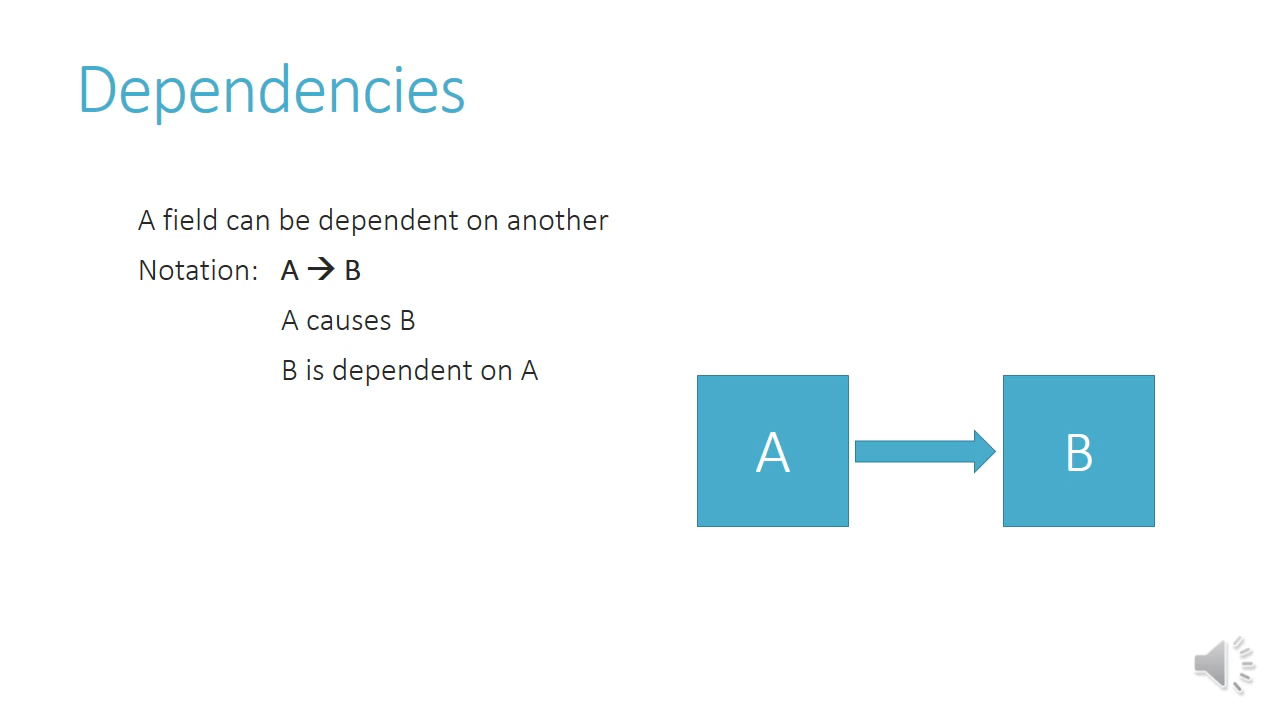 Dependencies
A field can be dependent on another
Notation: A → B
A causes B
B is dependent on A
A
B